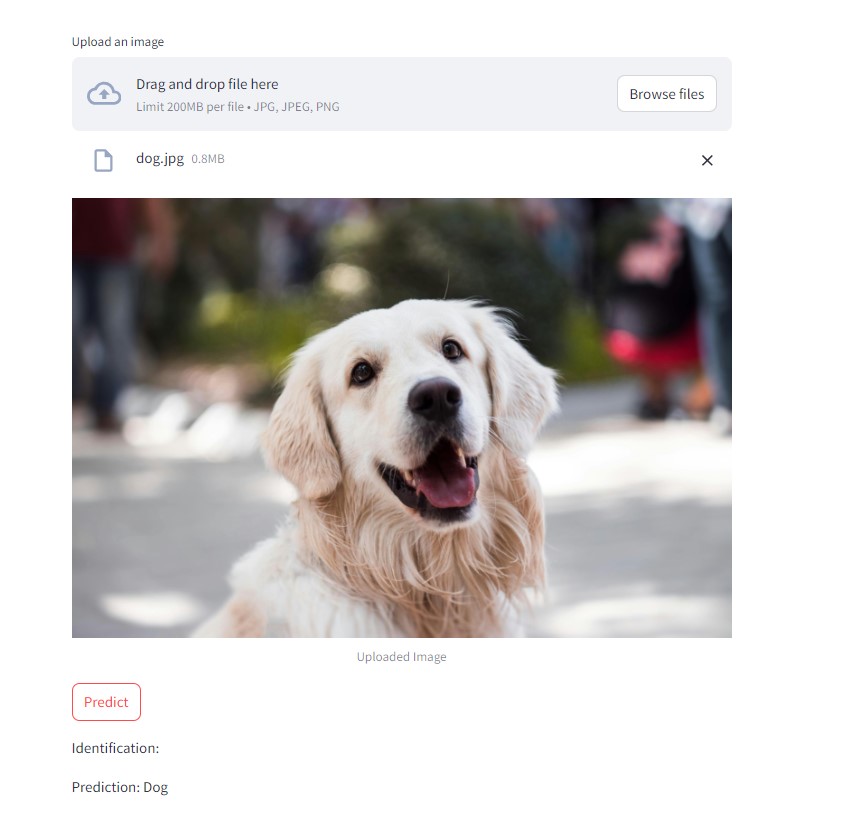 Upload an image
Drag and drop file here
Limit 200MB per file • JPG, JPEG, PNG
Browse files
dog.jpg 0.8MB
Uploaded Image
Predict
Identification:
Prediction: Dog